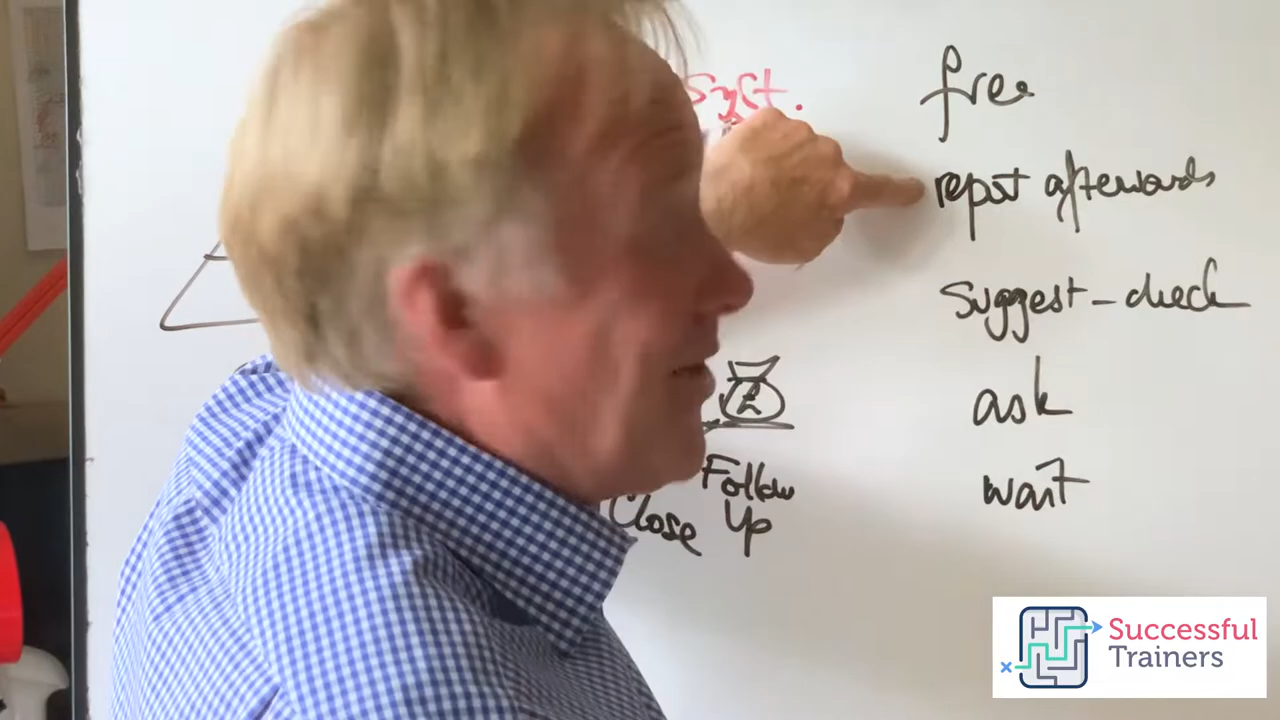 Syst.
free
report afterwards
suggest - check
ask
wait
£
Follow
Close Up
Successful
Trainers